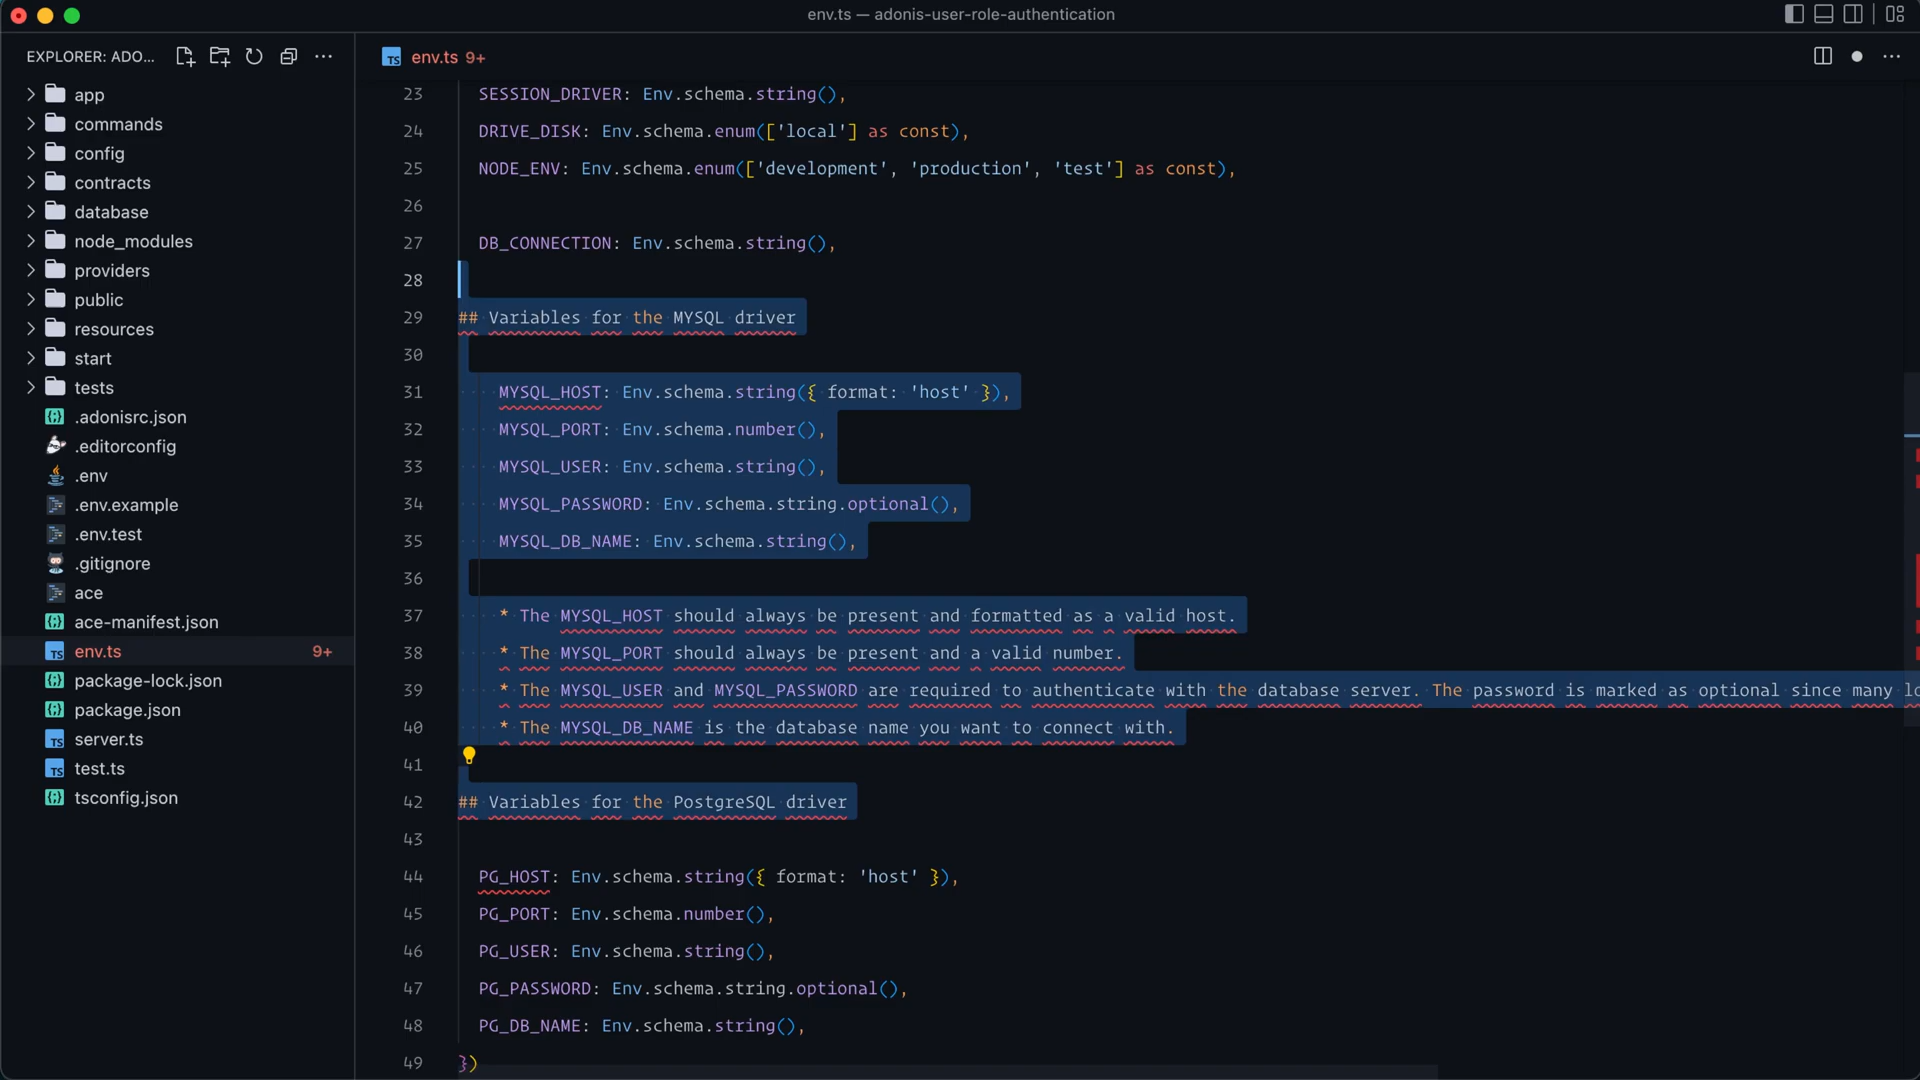 env.ts — adonis-user-role-authentication
EXPLORER: ADO...
app
commands
config
contracts
database
node_modules
providers
public
resources
start
tests
.adonisrc.json
.editorconfig
.env
.env.example
.env.test
.gitignore
ace
ace-manifest.json
env.ts 9+
package-lock.json
package.json
server.ts
test.ts
tsconfig.json
env.ts 9+
23 SESSION_DRIVER: Env.schema.string(),
24 DRIVE_DISK: Env.schema.enum(['local'] as const),
25 NODE_ENV: Env.schema.enum(['development', 'production', 'test'] as const),
26
27 DB_CONNECTION: Env.schema.string(),
28
29 ## Variables for the MYSQL driver
30
31 MYSQL_HOST: Env.schema.string({ format: 'host' }),
32 MYSQL_PORT: Env.schema.number(),
33 MYSQL_USER: Env.schema.string(),
34 MYSQL_PASSWORD: Env.schema.string.optional(),
35 MYSQL_DB_NAME: Env.schema.string(),
36
37 * The MYSQL_HOST should always be present and formatted as a valid host.
38 * The MYSQL_PORT should always be present and a valid number.
39 * The MYSQL_USER and MYSQL_PASSWORD are required to authenticate with the database server. The password is marked as optional since many lo
40 * The MYSQL_DB_NAME is the database name you want to connect with.
41
42 ## Variables for the PostgreSQL driver
43
44 PG_HOST: Env.schema.string({ format: 'host' }),
45 PG_PORT: Env.schema.number(),
46 PG_USER: Env.schema.string(),
47 PG_PASSWORD: Env.schema.string.optional(),
48 PG_DB_NAME: Env.schema.string(),
49 })